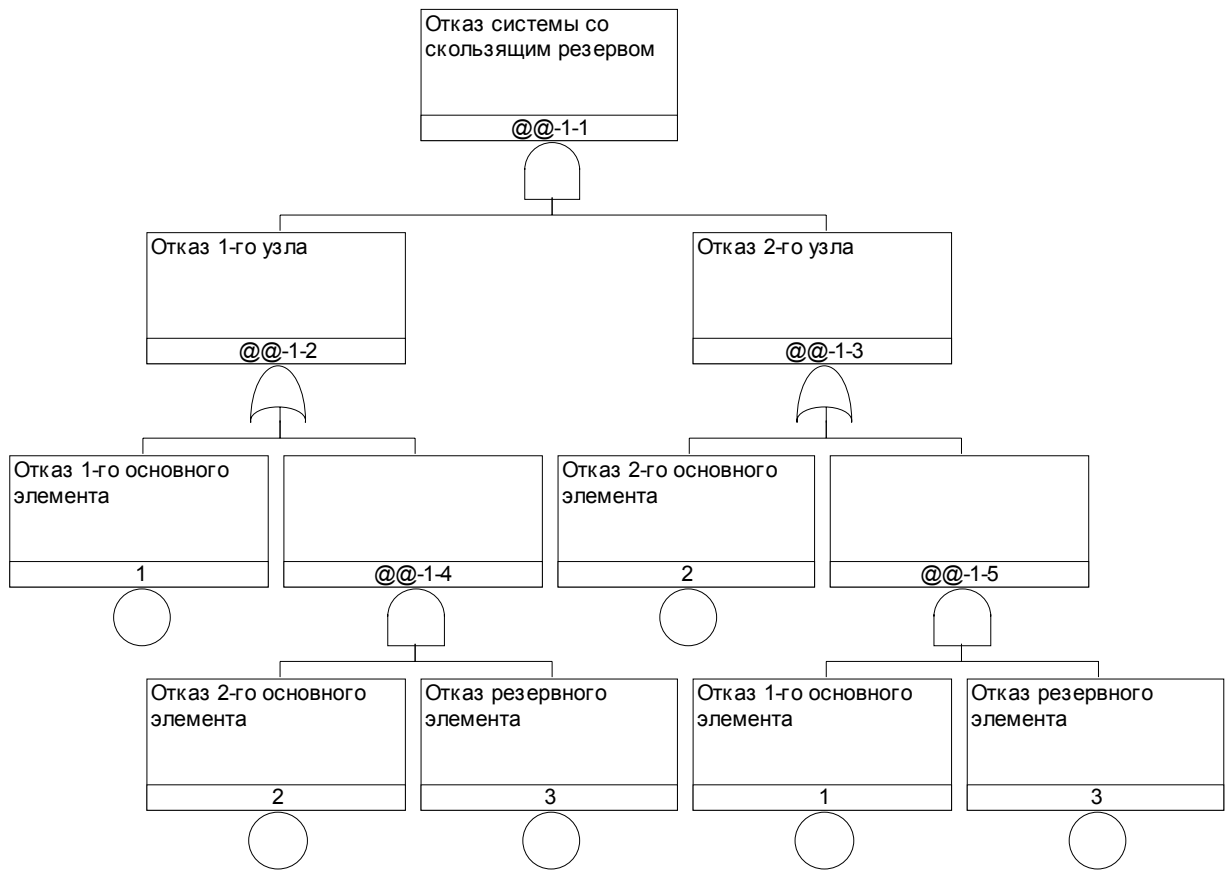 Отказ системы со
скользящим резервом
@@-1-1
Отказ 1-го узла
@@-1-2
Отказ 2-го узла
@@-1-3
Отказ 1-го основного
элемента
1
@@-1-4
Отказ 2-го основного
элемента
2
@@-1-5
Отказ 2-го основного
элемента
2
Отказ резервного
элемента
3
Отказ 1-го основного
элемента
1
Отказ резервного
элемента
3